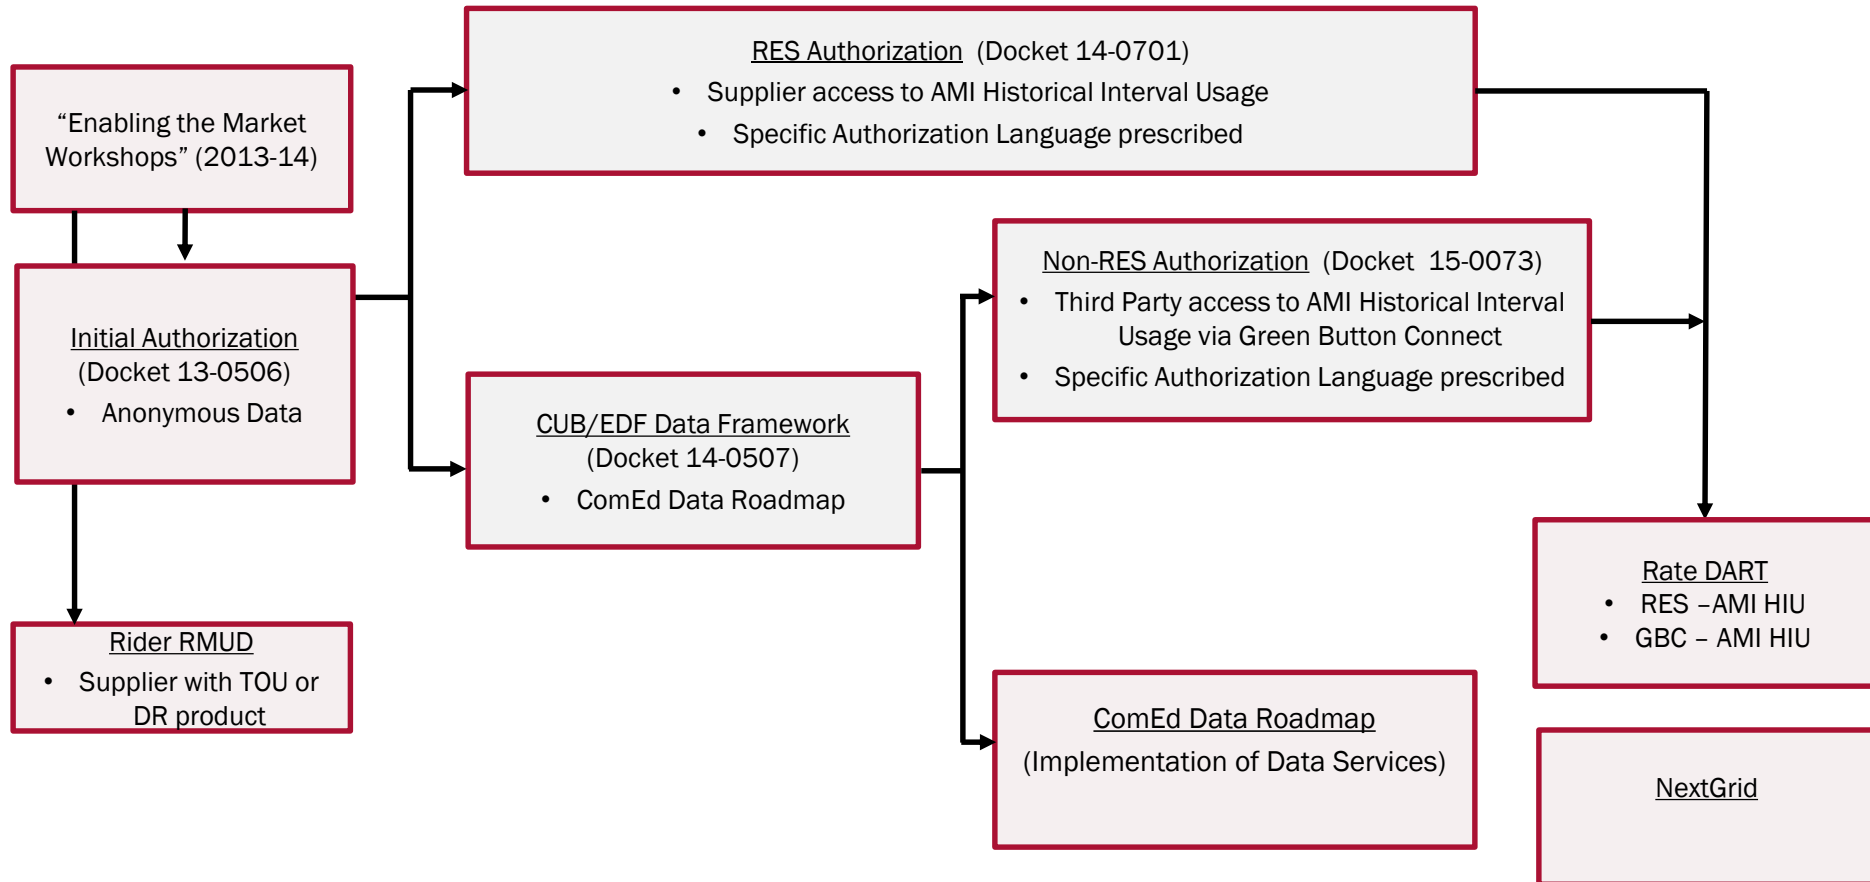 “Enabling the Market
Workshops” (2013-14)
Initial Authorization
(Docket 13-0506)
• Anonymous Data
Rider RMUD
• Supplier with TOU or
DR product
RES Authorization (Docket 14-0701)
• Supplier access to AMI Historical Interval Usage
• Specific Authorization Language prescribed
CUB/EDF Data Framework
(Docket 14-0507)
• ComEd Data Roadmap
Non-RES Authorization (Docket 15-0073)
• Third Party access to AMI Historical Interval
Usage via Green Button Connect
• Specific Authorization Language prescribed
ComEd Data Roadmap
(Implementation of Data Services)
Rate DART
• RES –AMI HIU
• GBC – AMI HIU
NextGrid